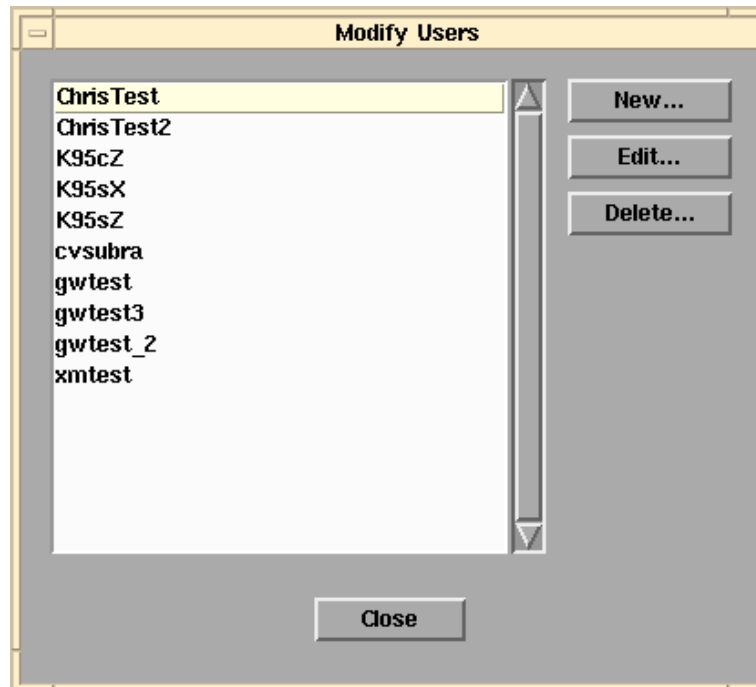 Modify Users
ChrisTest
ChrisTest2
K95cZ
K95sX
K95sZ
cvsubra
gwtest
gwtest3
gwtest_2
xmtest
New...
Edit...
Delete...
Close